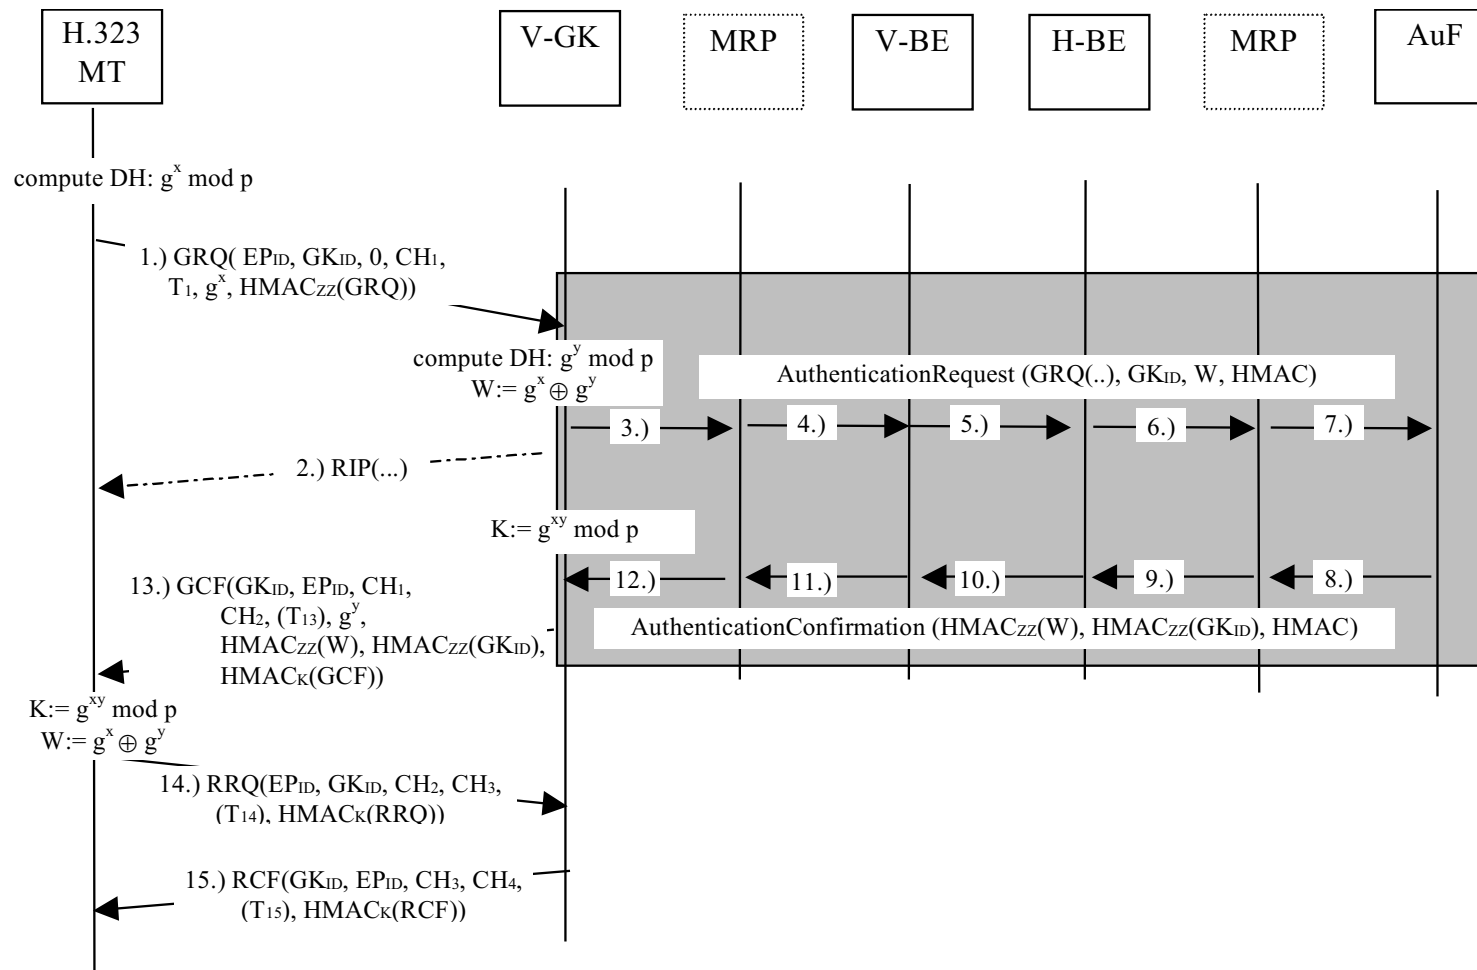 H.323
MT
V-GK
MRP
V-BE
H-BE
MRP
AuF
compute DH: g^x mod p
1.) GRQ( EP_ID, GK_ID, 0, CH_1,
T_1, g^x, HMAC_ZZ(GRQ))
compute DH: g^y mod p
W:= g^x ⊕ g^y
AuthenticationRequest (GRQ(..), GK_ID, W, HMAC)
3.)
4.)
5.)
6.)
7.)
2.) RIP(...)
K:= g^xy mod p
12.)
11.)
10.)
9.)
8.)
13.) GCF(GK_ID, EP_ID, CH_1,
CH_2, (T_13), g^y,
HMAC_ZZ(W), HMAC_ZZ(GK_ID),
HMAC_K(GCF))
AuthenticationConfirmation (HMAC_ZZ(W), HMAC_ZZ(GK_ID), HMAC)
K:= g^xy mod p
W:= g^x ⊕ g^y
14.) RRQ(EP_ID, GK_ID, CH_2, CH_3,
(T_14), HMAC_K(RRQ))
15.) RCF(GK_ID, EP_ID, CH_3, CH_4,
(T_15), HMAC_K(RCF))